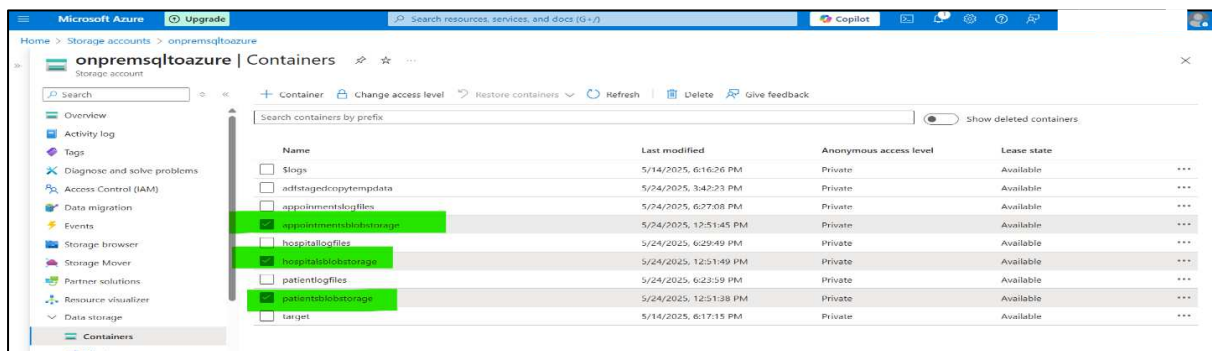 Microsoft Azure Upgrade Search resources, services, and docs (G+/) Copilot 1
Home > Storage accounts > onpremsqltoazure
onpremsqltoazure | Containers
Storage account
Search + Container Change access level Restore containers Refresh Delete Give feedback
Overview Search containers by prefix Show deleted containers
Activity log
Tags Name Last modified Anonymous access level Lease state
Diagnose and solve problems $logs 5/14/2025, 6:16:26 PM Private Available
Access Control (IAM) adfstagedcopytempdata 5/24/2025, 3:42:23 PM Private Available
Data migration appoinmentslogfiles 5/24/2025, 6:27:08 PM Private Available
Events appointmentsblobstorage 5/24/2025, 12:51:45 PM Private Available
Storage browser hospitallogfiles 5/24/2025, 6:29:49 PM Private Available
Storage Mover hospitalsblobstorage 5/24/2025, 12:51:49 PM Private Available
Partner solutions patientlogfiles 5/24/2025, 6:23:59 PM Private Available
Resource visualizer patientsblobstorage 5/24/2025, 12:51:38 PM Private Available
Data storage target 5/14/2025, 6:17:15 PM Private Available
Containers